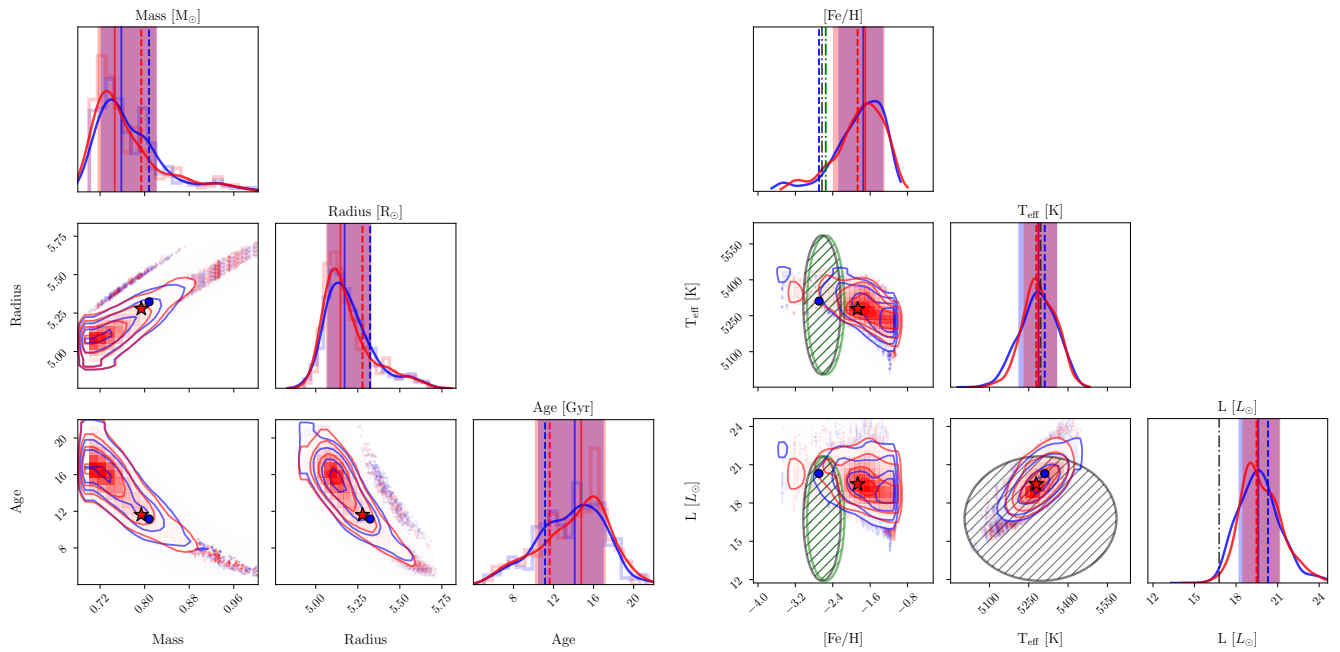 Mass [M⊙]
[Fe/H]
Radius [R⊙]
T_eff [K]
Radius
5.75
5.50
5.25
5.00
T_eff [K]
5550
5400
5250
5100
Age [Gyr]
L [L⊙]
Age
20
16
12
8
L [L⊙]
24
21
18
15
12
0.72 0.80 0.88 0.96
5.00 5.25 5.50 5.75
8 12 16 20
−4.0 −3.2 −2.4 −1.6 −0.8
5100 5250 5400 5550
12 15 18 21 24
Mass
Radius
Age
[Fe/H]
T_eff [K]
L [L⊙]